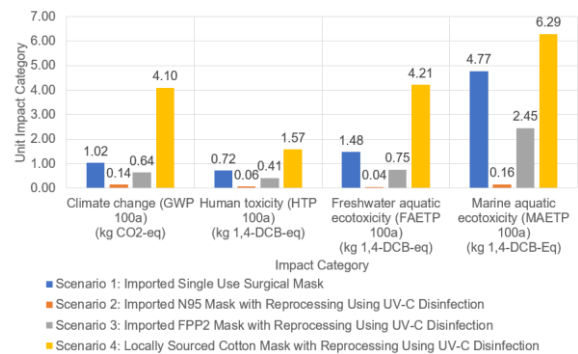 7.00
6.00
5.00
4.00
3.00
2.00
1.00
0.00
Unit Impact Category
1.02
0.14
0.64
4.10
0.72
0.06
0.41
1.57
1.48
0.04
0.75
4.21
4.77
0.16
2.45
6.29
Climate change (GWP
100a)
(kg CO2-eq)
Human toxicity (HTP
100a)
(kg 1,4-DCB-eq)
Freshwater aquatic
ecotoxicity (FAETP
100a)
(kg 1,4-DCB-eq)
Marine aquatic
ecotoxicity (MAETP
100a)
(kg 1,4-DCB-Eq)
Impact Category
Scenario 1: Imported Single Use Surgical Mask
Scenario 2: Imported N95 Mask with Reprocessing Using UV-C Disinfection
Scenario 3: Imported FPP2 Mask with Reprocessing Using UV-C Disinfection
Scenario 4: Locally Sourced Cotton Mask with Reprocessing Using UV-C Disinfection